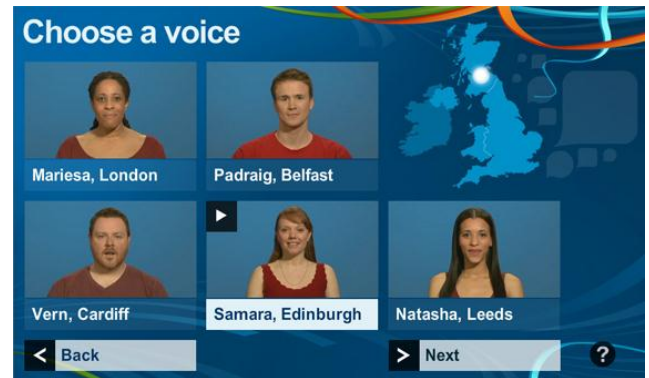 Choose a voice
Mariesa, London
Padraig, Belfast
Vern, Cardiff
Samara, Edinburgh
Natasha, Leeds
< Back
> Next
?